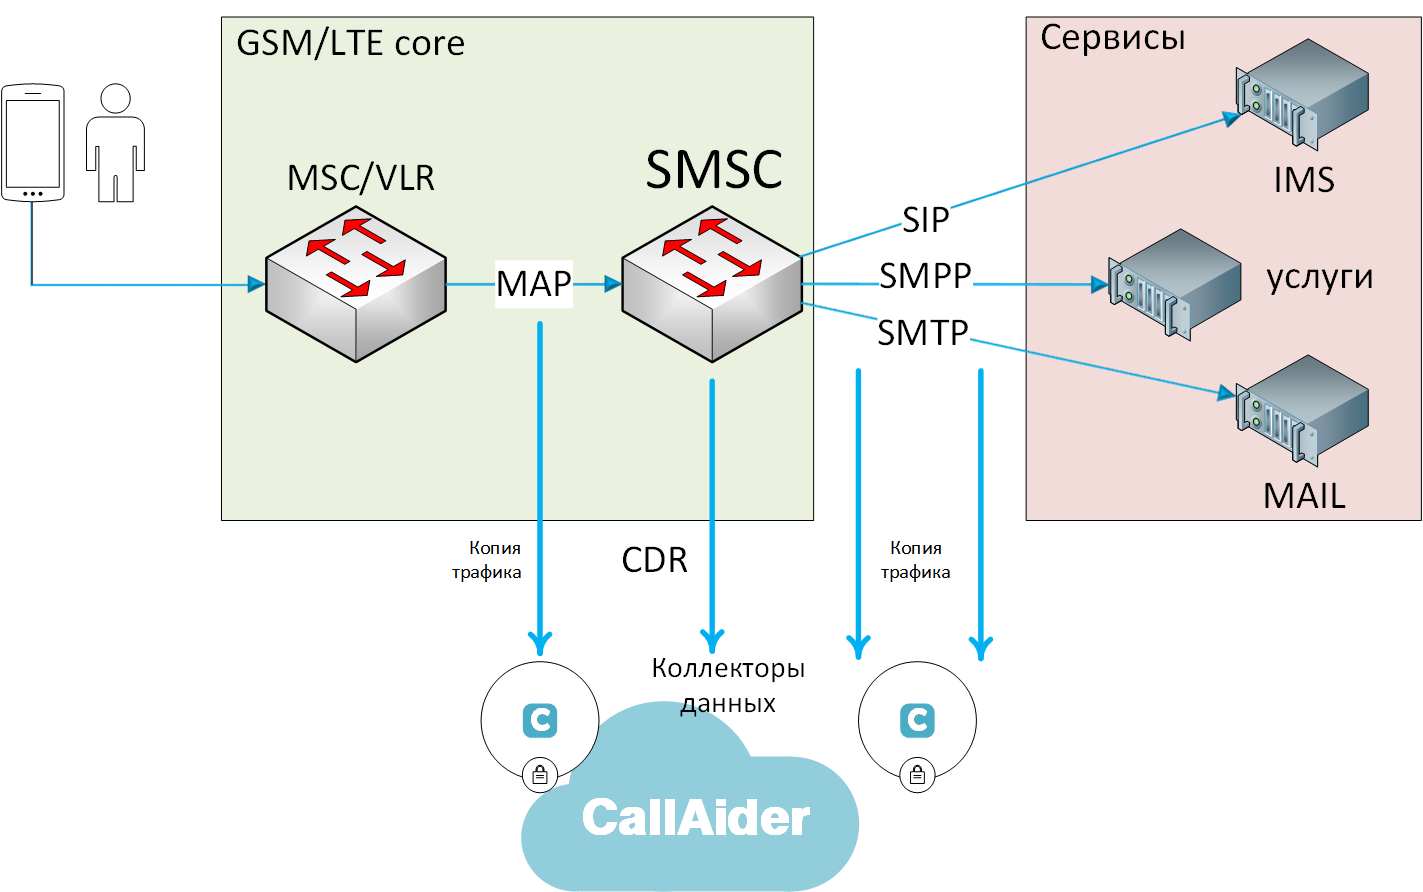 GSM/LTE core
Сервисы
MSC/VLR
SMSC
IMS
SIP
MAP
SMPP
услуги
SMTP
MAIL
Копия
трафика
CDR
Копия
трафика
Коллекторы
данных
C
C
CallAider